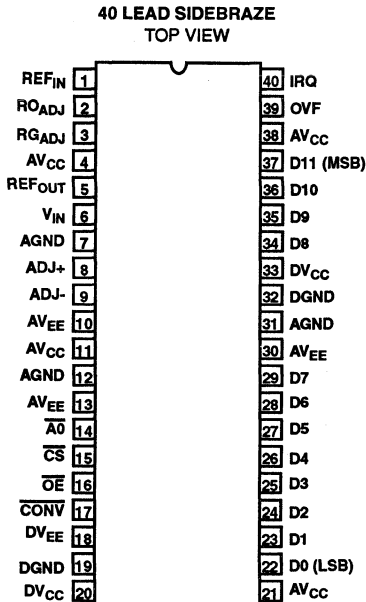 40 LEAD SIDEBRAZE
TOP VIEW
REFIN 1 40 IRQ
ROADJ 2 39 OVF
RGADJ 3 38 AVCC
AVCC 4 37 D11 (MSB)
REFOUT 5 36 D10
VIN 6 35 D9
AGND 7 34 D8
ADJ+ 8 33 DVCC
ADJ- 9 32 DGND
AVEE 10 31 AGND
AVCC 11 30 AVEE
AGND 12 29 D7
AVEE 13 28 D6
A0 14 27 D5
CS 15 26 D4
OE 16 25 D3
CONV 17 24 D2
DVEE 18 23 D1
DGND 19 22 D0 (LSB)
DVCC 20 21 AVCC